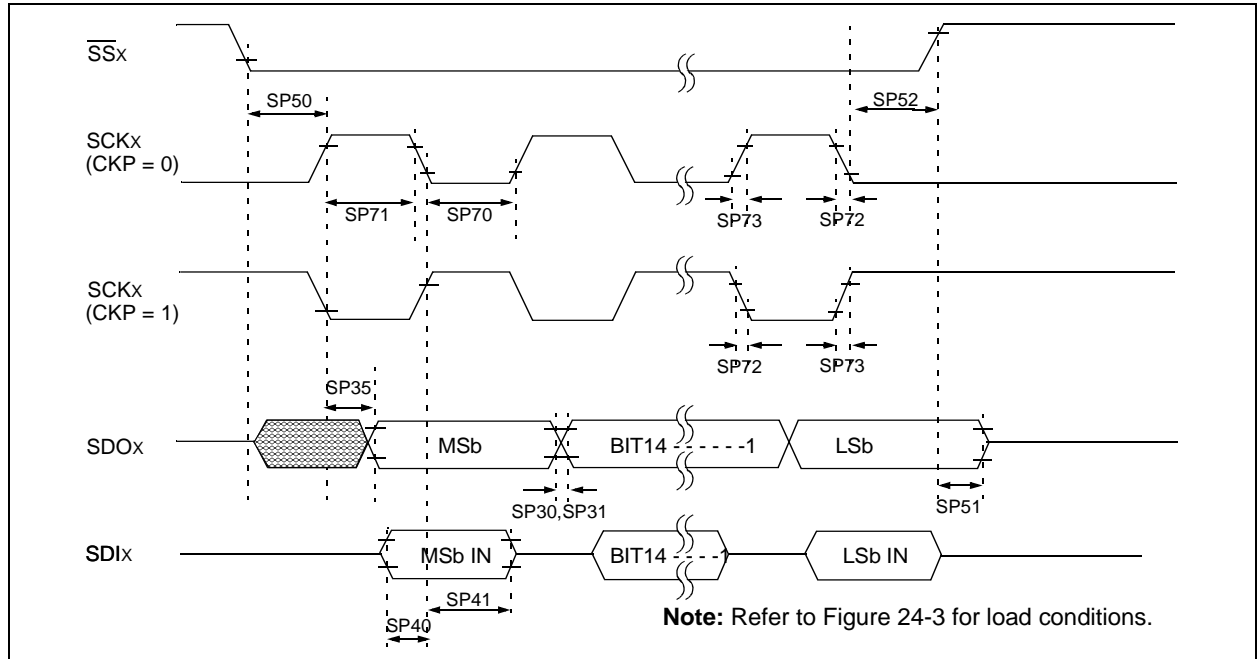 SSX
SP50
SP52
SCKX
(CKP = 0)
SP71
SP70
SP73
SP72
SCKX
(CKP = 1)
SP72
SP73
SP35
SDOX
MSb
BIT14 - - - - - -1
LSb
SP30,SP31
SP51
SDIX
MSb IN
BIT14 - - - -1
LSb IN
SP41
SP40
Note: Refer to Figure 24-3 for load conditions.